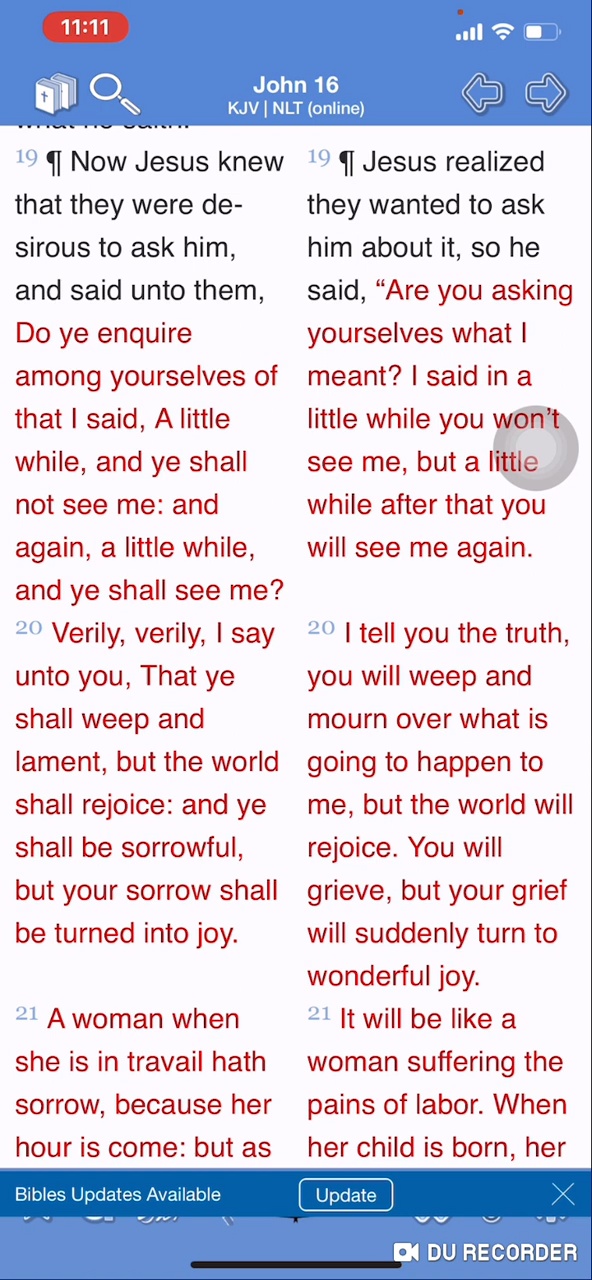 11:11
John 16
KJV | NLT (online)
what he saith.
19 ¶ Now Jesus knew
that they were de-
sirous to ask him,
and said unto them,
Do ye enquire
among yourselves of
that I said, A little
while, and ye shall
not see me: and
again, a little while,
and ye shall see me?
20 Verily, verily, I say
unto you, That ye
shall weep and
lament, but the world
shall rejoice: and ye
shall be sorrowful,
but your sorrow shall
be turned into joy.
21 A woman when
she is in travail hath
sorrow, because her
hour is come: but as
19 ¶ Jesus realized
they wanted to ask
him about it, so he
said, “Are you asking
yourselves what I
meant? I said in a
little while you won’t
see me, but a little
while after that you
will see me again.
20 I tell you the truth,
you will weep and
mourn over what is
going to happen to
me, but the world will
rejoice. You will
grieve, but your grief
will suddenly turn to
wonderful joy.
21 It will be like a
woman suffering the
pains of labor. When
her child is born, her
Bibles Updates Available
Update
DU RECORDER